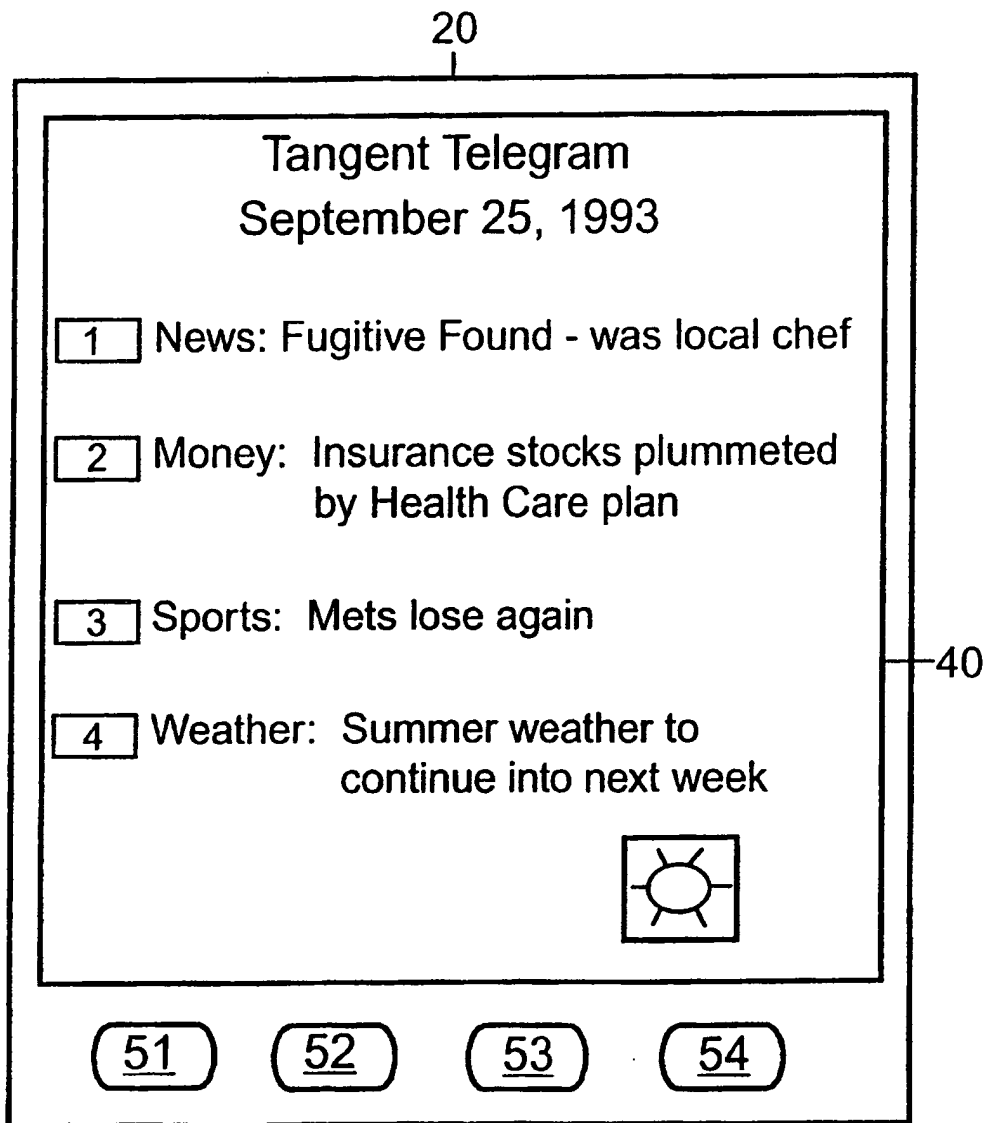 20
Tangent Telegram
September 25, 1993
1 News: Fugitive Found - was local chef
2 Money: Insurance stocks plummeted
by Health Care plan
3 Sports: Mets lose again
40
4 Weather: Summer weather to
continue into next week
51 52 53 54